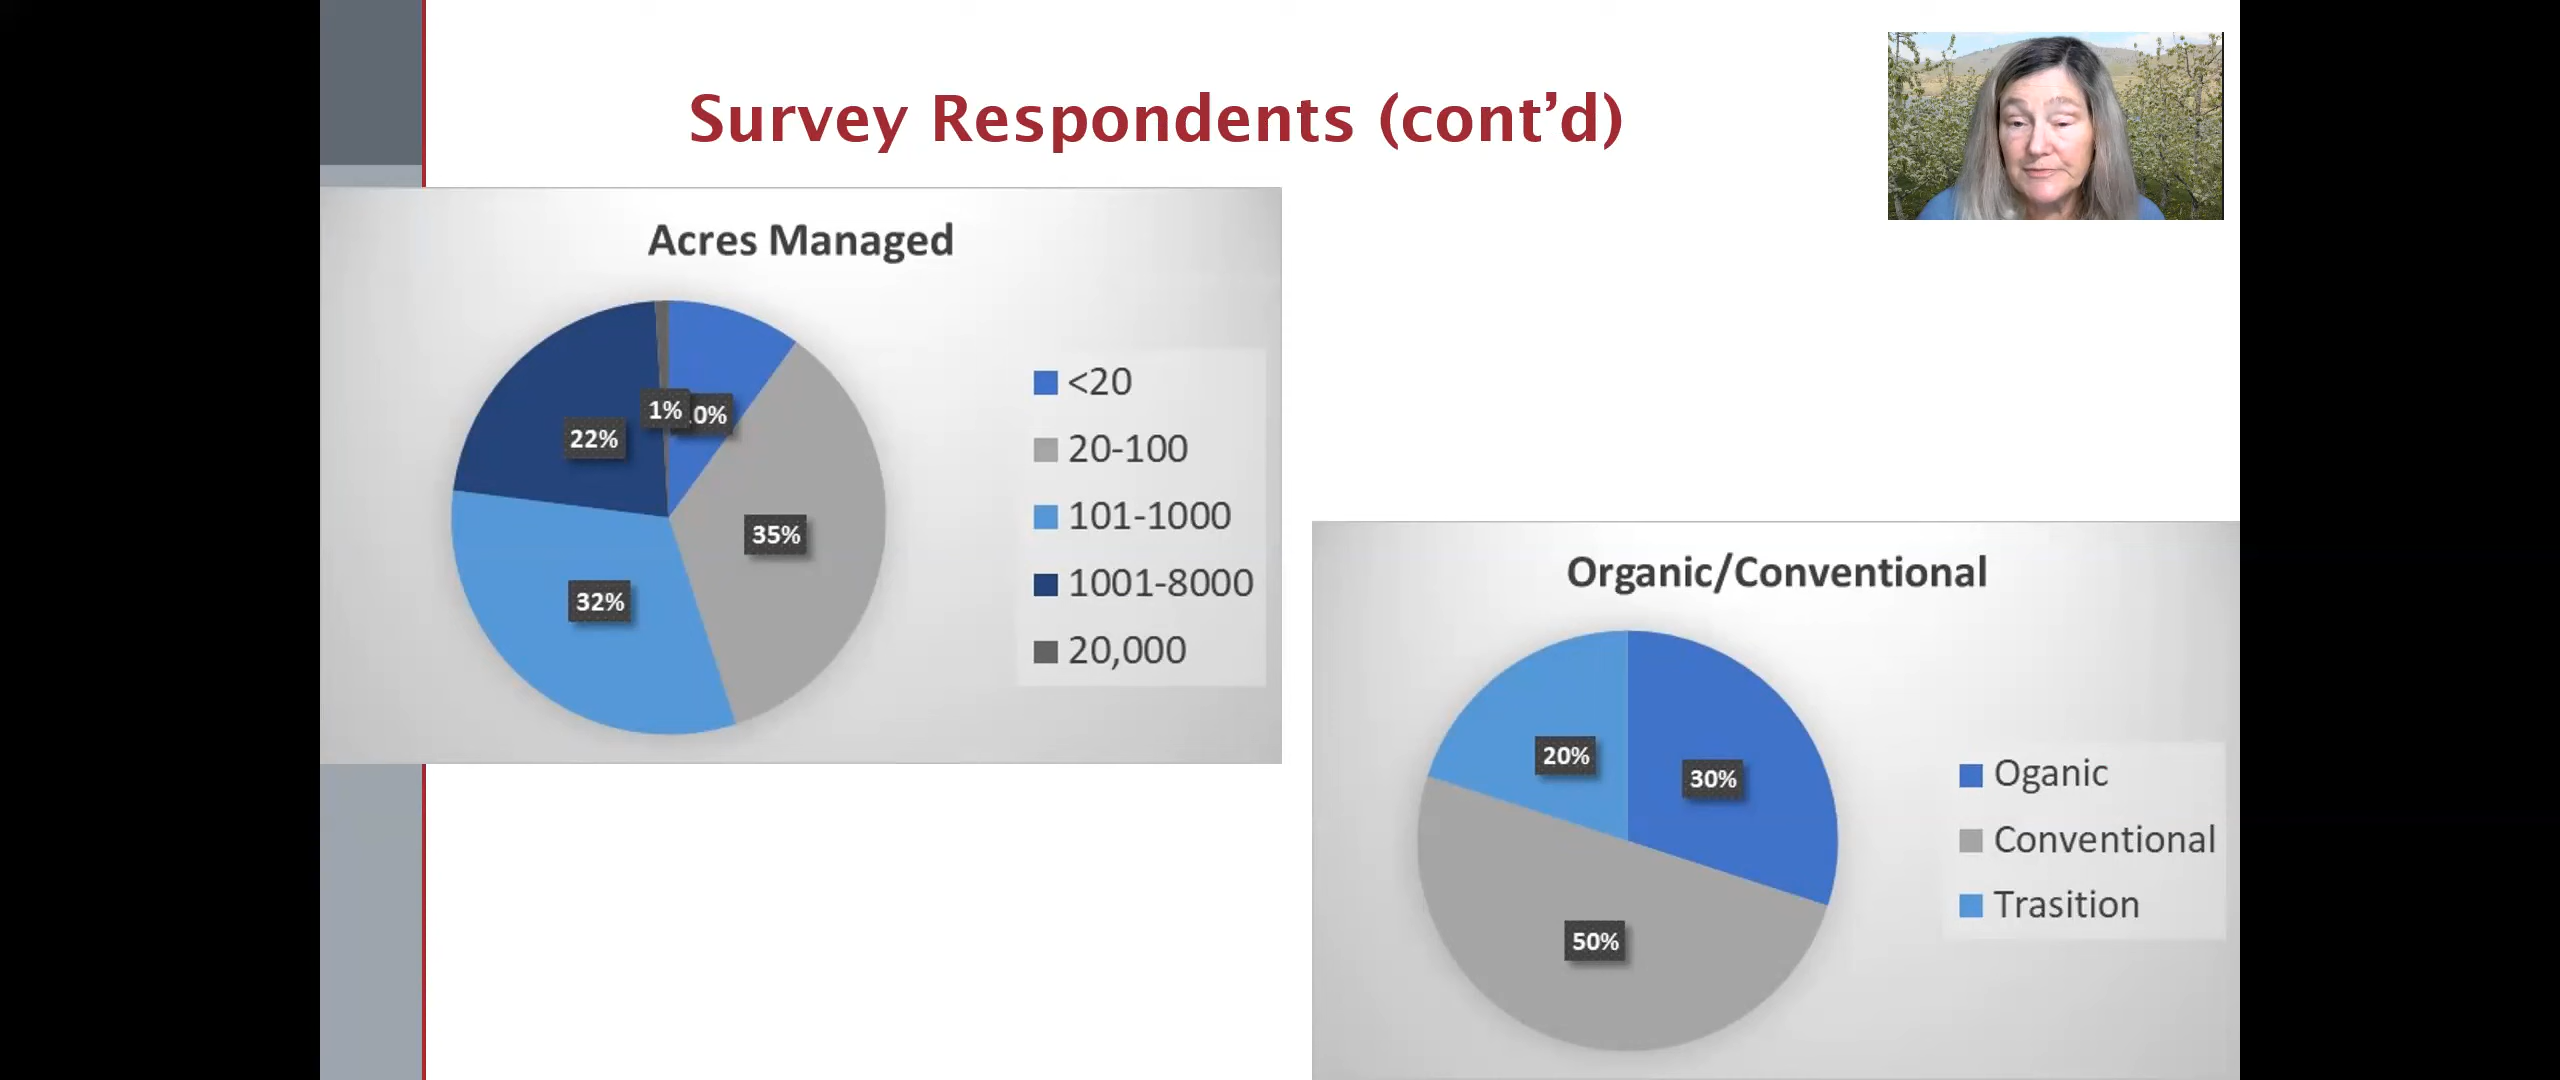 Survey Respondents (cont’d)
Acres Managed
1%
22%
35%
32%
<20
20-100
101-1000
1001-8000
20,000
Organic/Conventional
20%
30%
50%
Oganic
Conventional
Trasition